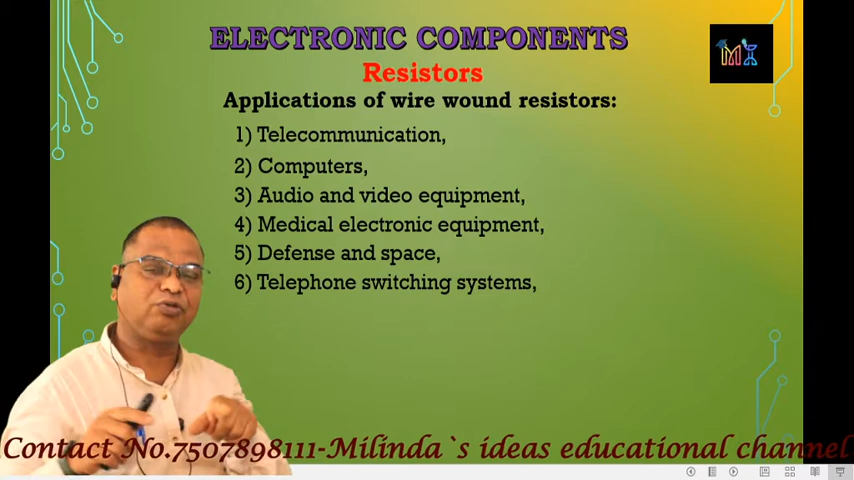 ELECTRONIC COMPONENTS
Resistors
Applications of wire wound resistors:
1) Telecommunication,
2) Computers,
3) Audio and video equipment,
4) Medical electronic equipment,
5) Defense and space,
6) Telephone switching systems,
Contact No.7507898111-Milinda`s ideas educational channel